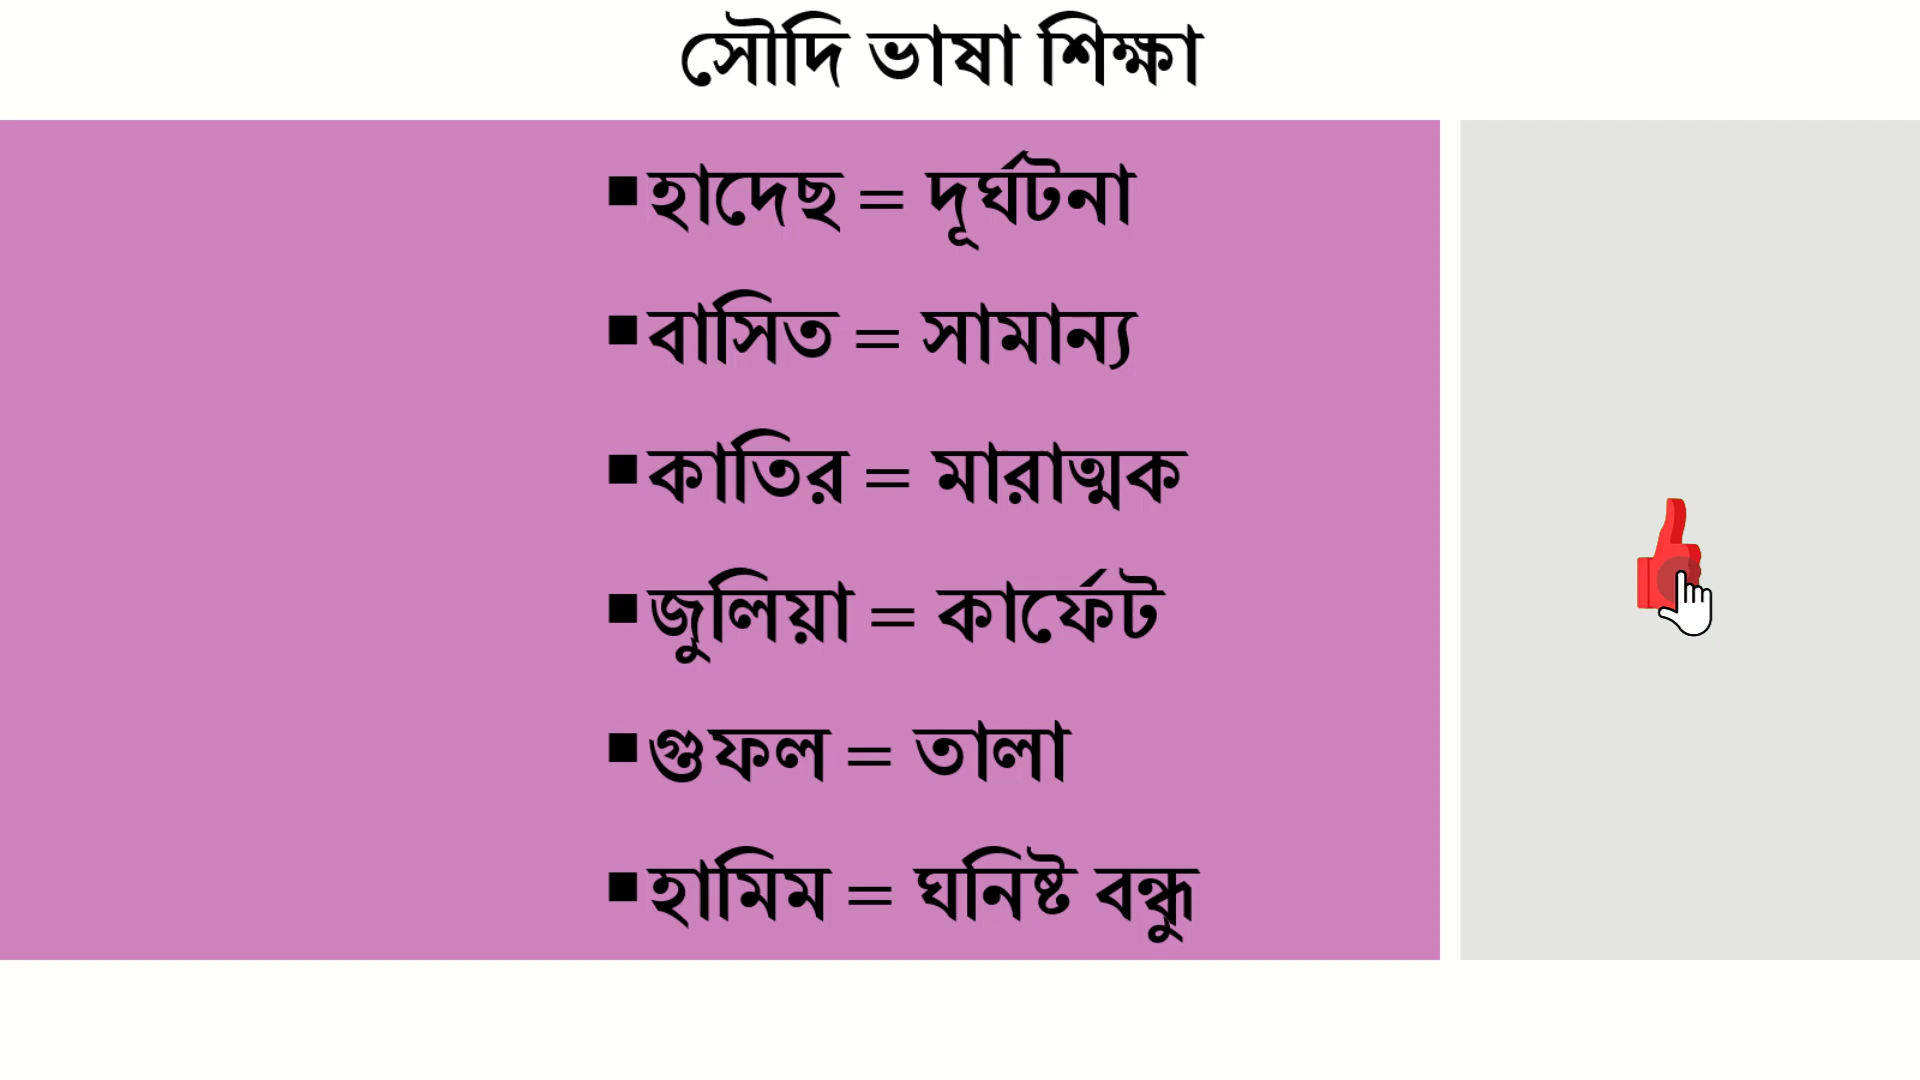 সৌদি ভাষা শিক্ষা
▪হাদেছ = দূর্ঘটনা
▪বাসিত = সামান্য
▪কাতির = মারাত্মক
▪জুলিয়া = কার্ফেট
▪গুফল = তালা
▪হামিম = ঘনিষ্ট বন্ধু